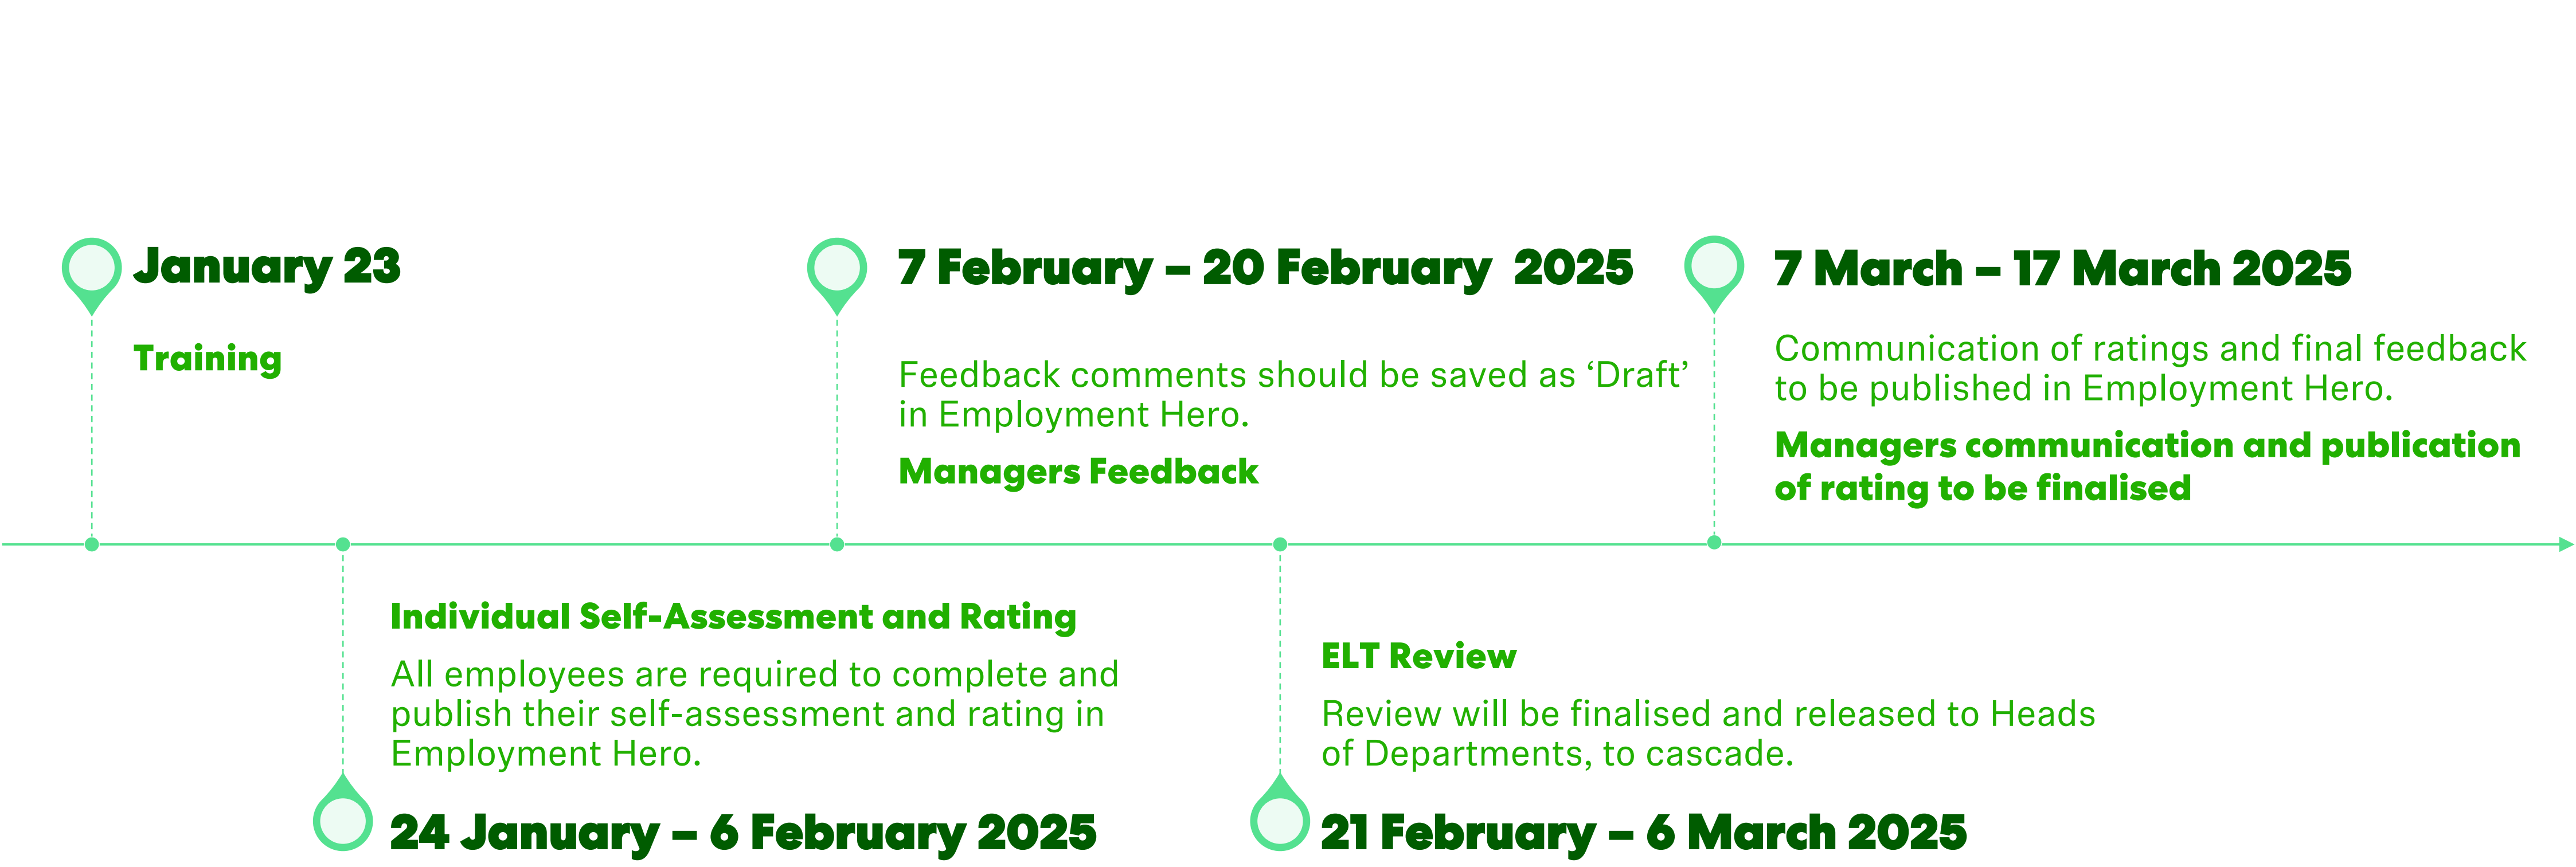 January 23
Training
7 February – 20 February 2025
Feedback comments should be saved as ‘Draft’
in Employment Hero.
Managers Feedback
7 March – 17 March 2025
Communication of ratings and final feedback
to be published in Employment Hero.
Managers communication and publication
of rating to be finalised
Individual Self-Assessment and Rating
All employees are required to complete and
publish their self-assessment and rating in
Employment Hero.
24 January – 6 February 2025
ELT Review
Review will be finalised and released to Heads
of Departments, to cascade.
21 February – 6 March 2025